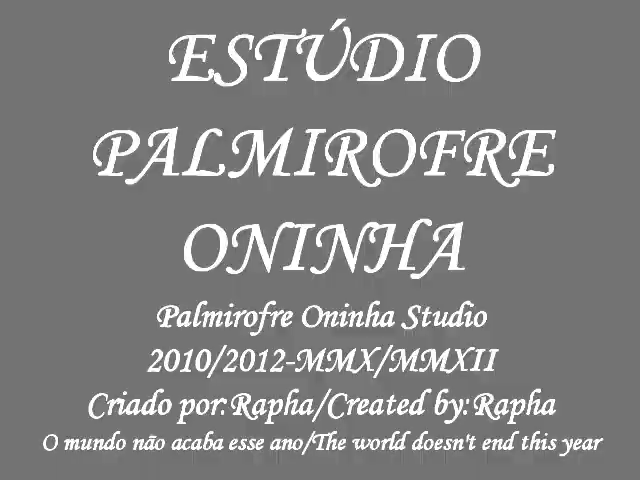 ESTÚDIO
PALMIROFRE
ONINHA
Palmirofre Oninha Studio
2010/2012-MMX/MMXII
Criado por:Rapha/Created by:Rapha
O mundo não acaba esse ano/The world doesn't end this year